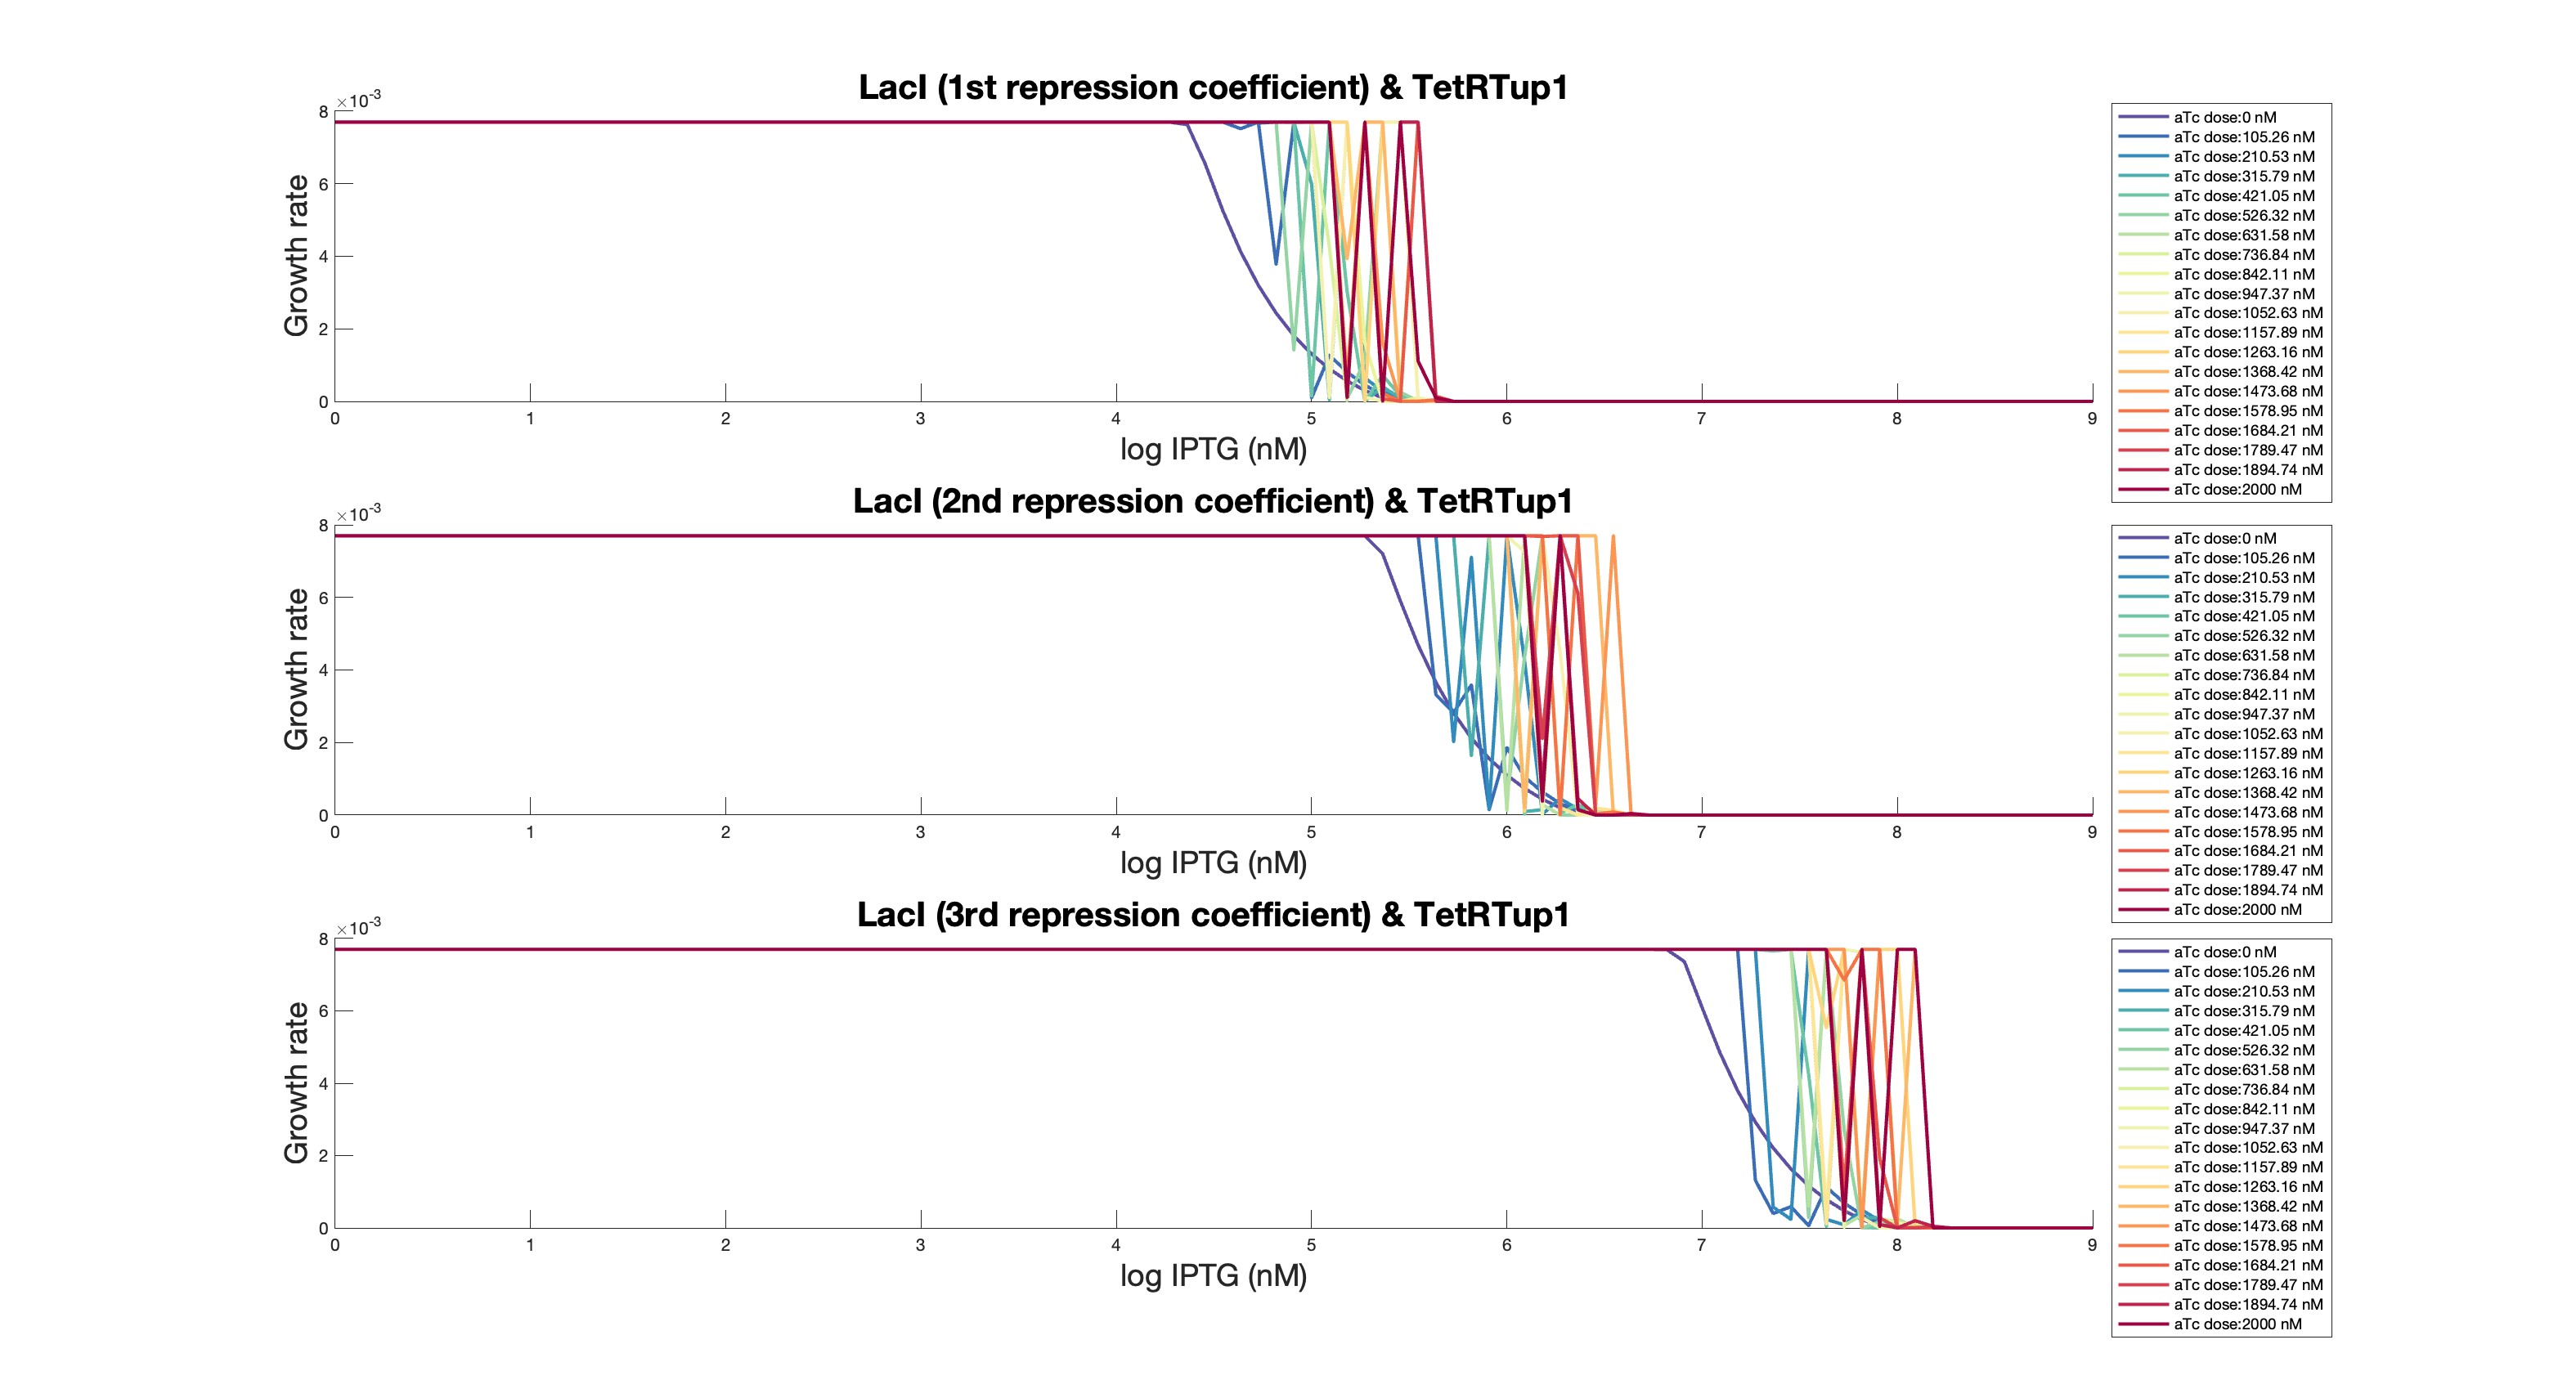 LacI (1st repression coefficient) & TetRTup1
×10-3
8
6
4
2
0
Growth rate
0 1 2 3 4 5 6 7 8 9
log IPTG (nM)
aTc dose:0 nM
aTc dose:105.26 nM
aTc dose:210.53 nM
aTc dose:315.79 nM
aTc dose:421.05 nM
aTc dose:526.32 nM
aTc dose:631.58 nM
aTc dose:736.84 nM
aTc dose:842.11 nM
aTc dose:947.37 nM
aTc dose:1052.63 nM
aTc dose:1157.89 nM
aTc dose:1263.16 nM
aTc dose:1368.42 nM
aTc dose:1473.68 nM
aTc dose:1578.95 nM
aTc dose:1684.21 nM
aTc dose:1789.47 nM
aTc dose:1894.74 nM
aTc dose:2000 nM
LacI (2nd repression coefficient) & TetRTup1
×10-3
8
6
4
2
0
Growth rate
0 1 2 3 4 5 6 7 8 9
log IPTG (nM)
aTc dose:0 nM
aTc dose:105.26 nM
aTc dose:210.53 nM
aTc dose:315.79 nM
aTc dose:421.05 nM
aTc dose:526.32 nM
aTc dose:631.58 nM
aTc dose:736.84 nM
aTc dose:842.11 nM
aTc dose:947.37 nM
aTc dose:1052.63 nM
aTc dose:1157.89 nM
aTc dose:1263.16 nM
aTc dose:1368.42 nM
aTc dose:1473.68 nM
aTc dose:1578.95 nM
aTc dose:1684.21 nM
aTc dose:1789.47 nM
aTc dose:1894.74 nM
aTc dose:2000 nM
LacI (3rd repression coefficient) & TetRTup1
×10-3
8
6
4
2
0
Growth rate
0 1 2 3 4 5 6 7 8 9
log IPTG (nM)
aTc dose:0 nM
aTc dose:105.26 nM
aTc dose:210.53 nM
aTc dose:315.79 nM
aTc dose:421.05 nM
aTc dose:526.32 nM
aTc dose:631.58 nM
aTc dose:736.84 nM
aTc dose:842.11 nM
aTc dose:947.37 nM
aTc dose:1052.63 nM
aTc dose:1157.89 nM
aTc dose:1263.16 nM
aTc dose:1368.42 nM
aTc dose:1473.68 nM
aTc dose:1578.95 nM
aTc dose:1684.21 nM
aTc dose:1789.47 nM
aTc dose:1894.74 nM
aTc dose:2000 nM